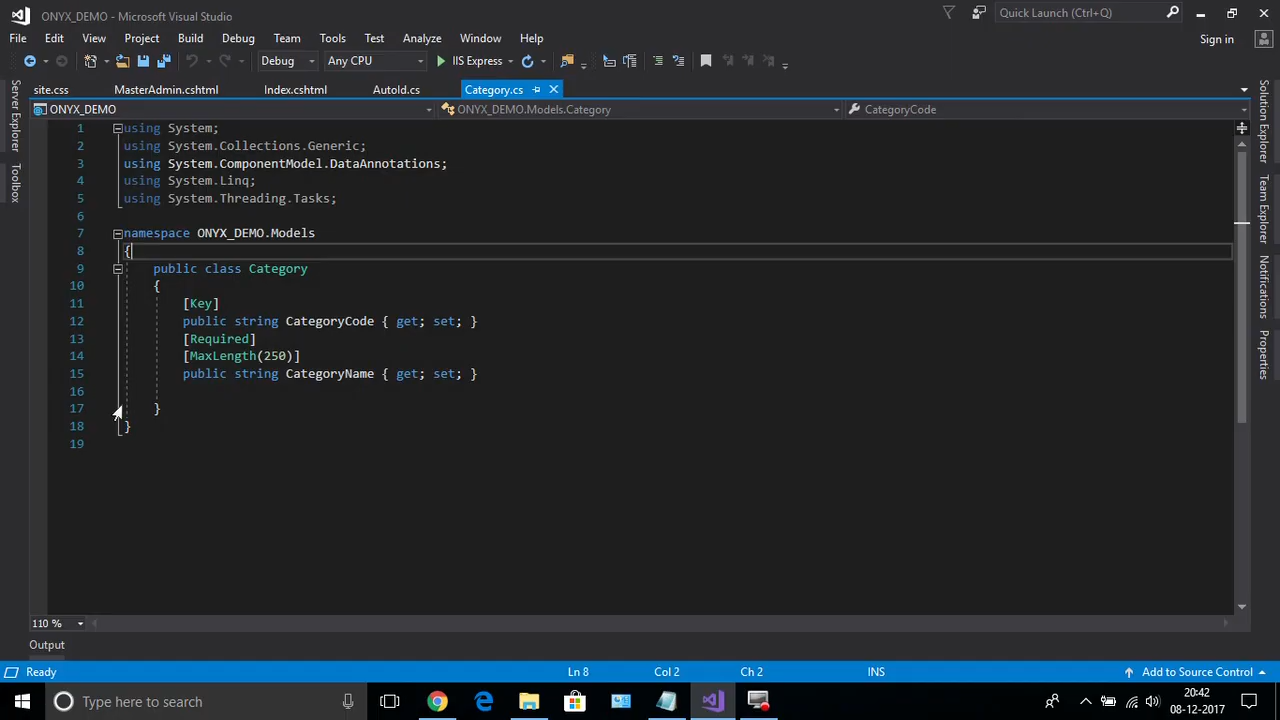 ONYX_DEMO - Microsoft Visual Studio
Quick Launch (Ctrl+Q)
File Edit View Project Build Debug Team Tools Test Analyze Window Help
Sign in
Debug Any CPU IIS Express
site.css MasterAdmin.cshtml Index.cshtml AutoId.cs Category.cs
ONYX_DEMO ONYX_DEMO.Models.Category CategoryCode
Server Explorer
Toolbox
1 using System;
2 using System.Collections.Generic;
3 using System.ComponentModel.DataAnnotations;
4 using System.Linq;
5 using System.Threading.Tasks;
6
7 namespace ONYX_DEMO.Models
8 {
9 public class Category
10 {
11 [Key]
12 public string CategoryCode { get; set; }
13 [Required]
14 [MaxLength(250)]
15 public string CategoryName { get; set; }
16
17 }
18 }
19
Solution Explorer
Team Explorer
Notifications
Properties
110 %
Output
Ready Ln 8 Col 2 Ch 2 INS Add to Source Control
Type here to search
20:42
08-12-2017